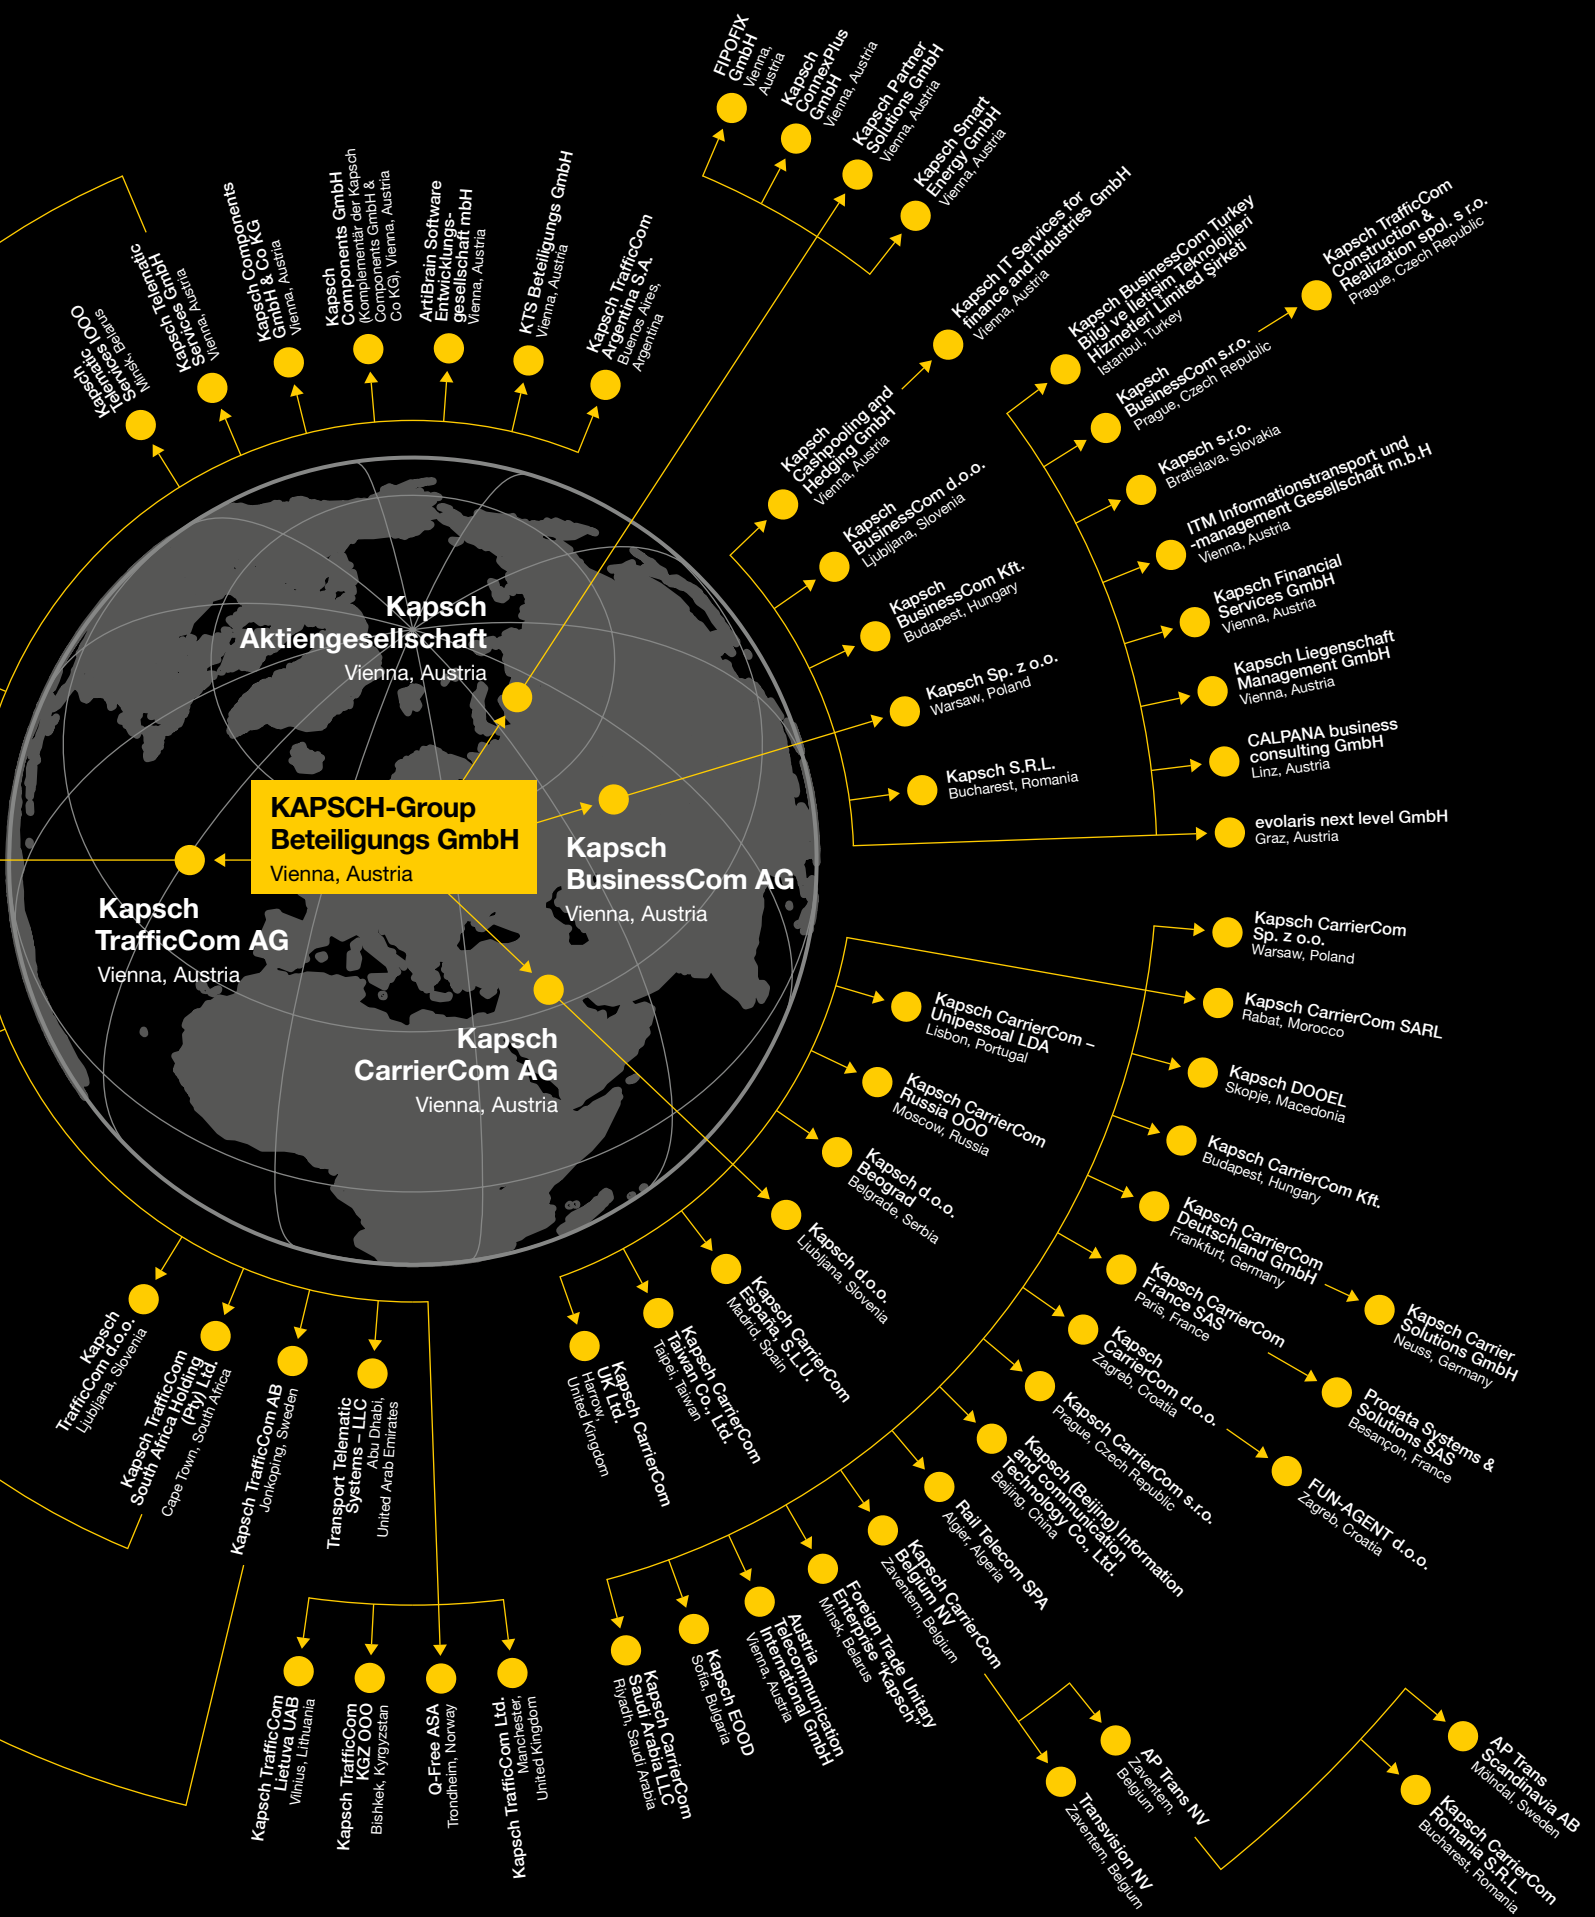 FIPOFIX
GmbH
Vienna,
Austria
Kapsch
ConnexPlus
GmbH
Vienna, Austria
Kapsch Partner
Solutions GmbH
Vienna, Austria
Kapsch Smart
Energy GmbH
Vienna, Austria
Kapsch
Telematic
Services IOOO
Minsk, Belarus
Kapsch Telematic
Services GmbH
Vienna, Austria
Kapsch Components
GmbH & Co KG
Vienna, Austria
Kapsch
Components GmbH
(Komplementär der Kapsch
Components GmbH &
Co KG), Vienna, Austria
ArtiBrain Software
Entwicklungs-
gesellschaft mbH
Vienna, Austria
KTS Beteiligungs GmbH
Vienna, Austria
Kapsch TrafficCom
Argentina S.A.
Buenos Aires,
Argentina
Kapsch IT Services for
finance and industries GmbH
Vienna, Austria
Kapsch
Cashpooling and
Hedging GmbH
Vienna, Austria
Kapsch
BusinessCom d.o.o.
Ljubljana, Slovenia
Kapsch
BusinessCom Kft.
Budapest, Hungary
Kapsch Sp. z o.o.
Warsaw, Poland
Kapsch S.R.L.
Bucharest, Romania
Kapsch BusinessCom Turkey
Bilgi ve Iletişim Teknolojileri
Hizmetleri Limited Şirketi
Istanbul, Turkey
Kapsch TrafficCom
Construction &
Realization spol. s r.o.
Prague, Czech Republic
Kapsch
BusinessCom s.r.o.
Prague, Czech Republic
Kapsch s.r.o.
Bratislava, Slovakia
ITM Informationstransport und
-management Gesellschaft m.b.H
Vienna, Austria
Kapsch Financial
Services GmbH
Vienna, Austria
Kapsch Liegenschaft
Management GmbH
Vienna, Austria
CALPANA business
consulting GmbH
Linz, Austria
evolaris next level GmbH
Graz, Austria
Kapsch
Aktiengesellschaft
Vienna, Austria
KAPSCH-Group
Beteiligungs GmbH
Vienna, Austria
Kapsch
BusinessCom AG
Vienna, Austria
Kapsch
TrafficCom AG
Vienna, Austria
Kapsch
CarrierCom AG
Vienna, Austria
Kapsch CarrierCom
Sp. z o.o.
Warsaw, Poland
Kapsch CarrierCom SARL
Rabat, Morocco
Kapsch DOOEL
Skopje, Macedonia
Kapsch CarrierCom Kft.
Budapest, Hungary
Kapsch CarrierCom
Deutschland GmbH
Frankfurt, Germany
Kapsch Carrier
Solutions GmbH
Neuss, Germany
Kapsch CarrierCom
France SAS
Paris, France
Prodata Systems &
Solutions SAS
Besançon, France
Kapsch
CarrierCom d.o.o.
Zagreb, Croatia
FUN-AGENT d.o.o.
Zagreb, Croatia
Kapsch CarrierCom s.r.o.
Prague, Czech Republic
Kapsch (Beijing) Information
and communication
Technology Co., Ltd.
Beijing, China
Rail Telecom SPA
Algier, Algeria
Kapsch CarrierCom
Belgium NV
Zaventem, Belgium
Foreign Trade Unitary
Enterprise “Kapsch”
Minsk, Belarus
Austria
Telecommunication
International GmbH
Vienna, Austria
Kapsch EOOD
Sofia, Bulgaria
Kapsch CarrierCom
Saudi Arabia LLC
Riyadh, Saudi Arabia
Kapsch CarrierCom –
Unipessoal LDA
Lisbon, Portugal
Kapsch CarrierCom
Russia OOO
Moscow, Russia
Kapsch d.o.o.
Beograd
Belgrade, Serbia
Kapsch d.o.o.
Ljubljana, Slovenia
Kapsch CarrierCom
España, S.L.U.
Madrid, Spain
Kapsch CarrierCom
Taiwan Co., Ltd.
Taipei, Taiwan
Kapsch CarrierCom
UK Ltd.
Harrow,
United Kingdom
AP Trans NV
Zaventem,
Belgium
Transvision NV
Zaventem, Belgium
AP Trans
Scandinavia AB
Mölndal, Sweden
Kapsch CarrierCom
Romania S.R.L.
Bucharest, Romania
Kapsch
TrafficCom d.o.o.
Ljubljana, Slovenia
Kapsch TrafficCom
South Africa Holding
(Pty) Ltd.
Cape Town, South Africa
Kapsch TrafficCom AB
Jonkoping, Sweden
Transport Telematic
Systems – LLC
Abu Dhabi,
United Arab Emirates
Kapsch TrafficCom
Lietuva UAB
Vilnius, Lithuania
Kapsch TrafficCom
KGZ OOO
Bishkek, Kyrgyzstan
Q-Free ASA
Trondheim, Norway
Kapsch TrafficCom Ltd.
Manchester,
United Kingdom